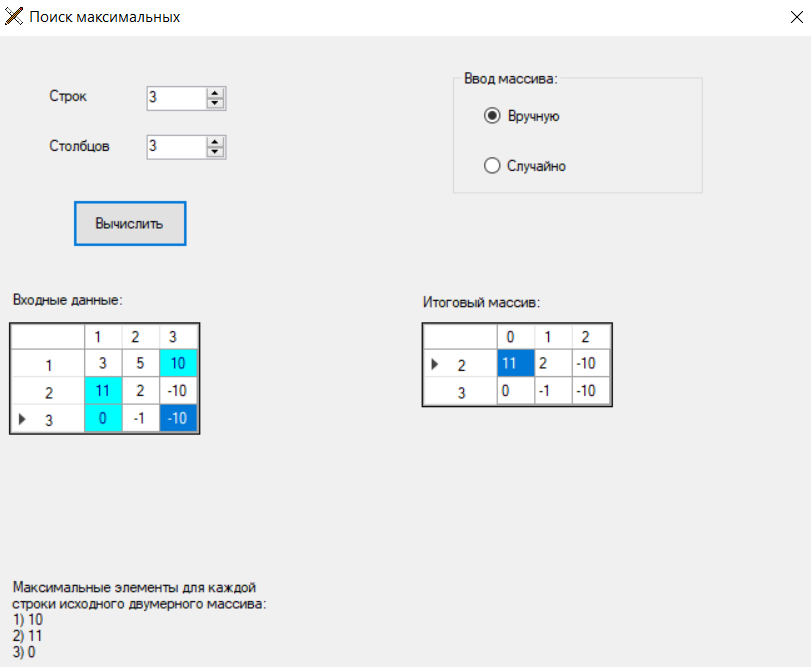 Поиск максимальных
Строк 3
Столбцов 3
Вычислить
Ввод массива:
Вручную
Случайно
Входные данные:
1 2 3
1 3 5 10
2 11 2 -10
3 0 -1 -10
Итоговый массив:
0 1 2
2 11 2 -10
3 0 -1 -10
Максимальные элементы для каждой
строки исходного двумерного массива:
1) 10
2) 11
3) 0